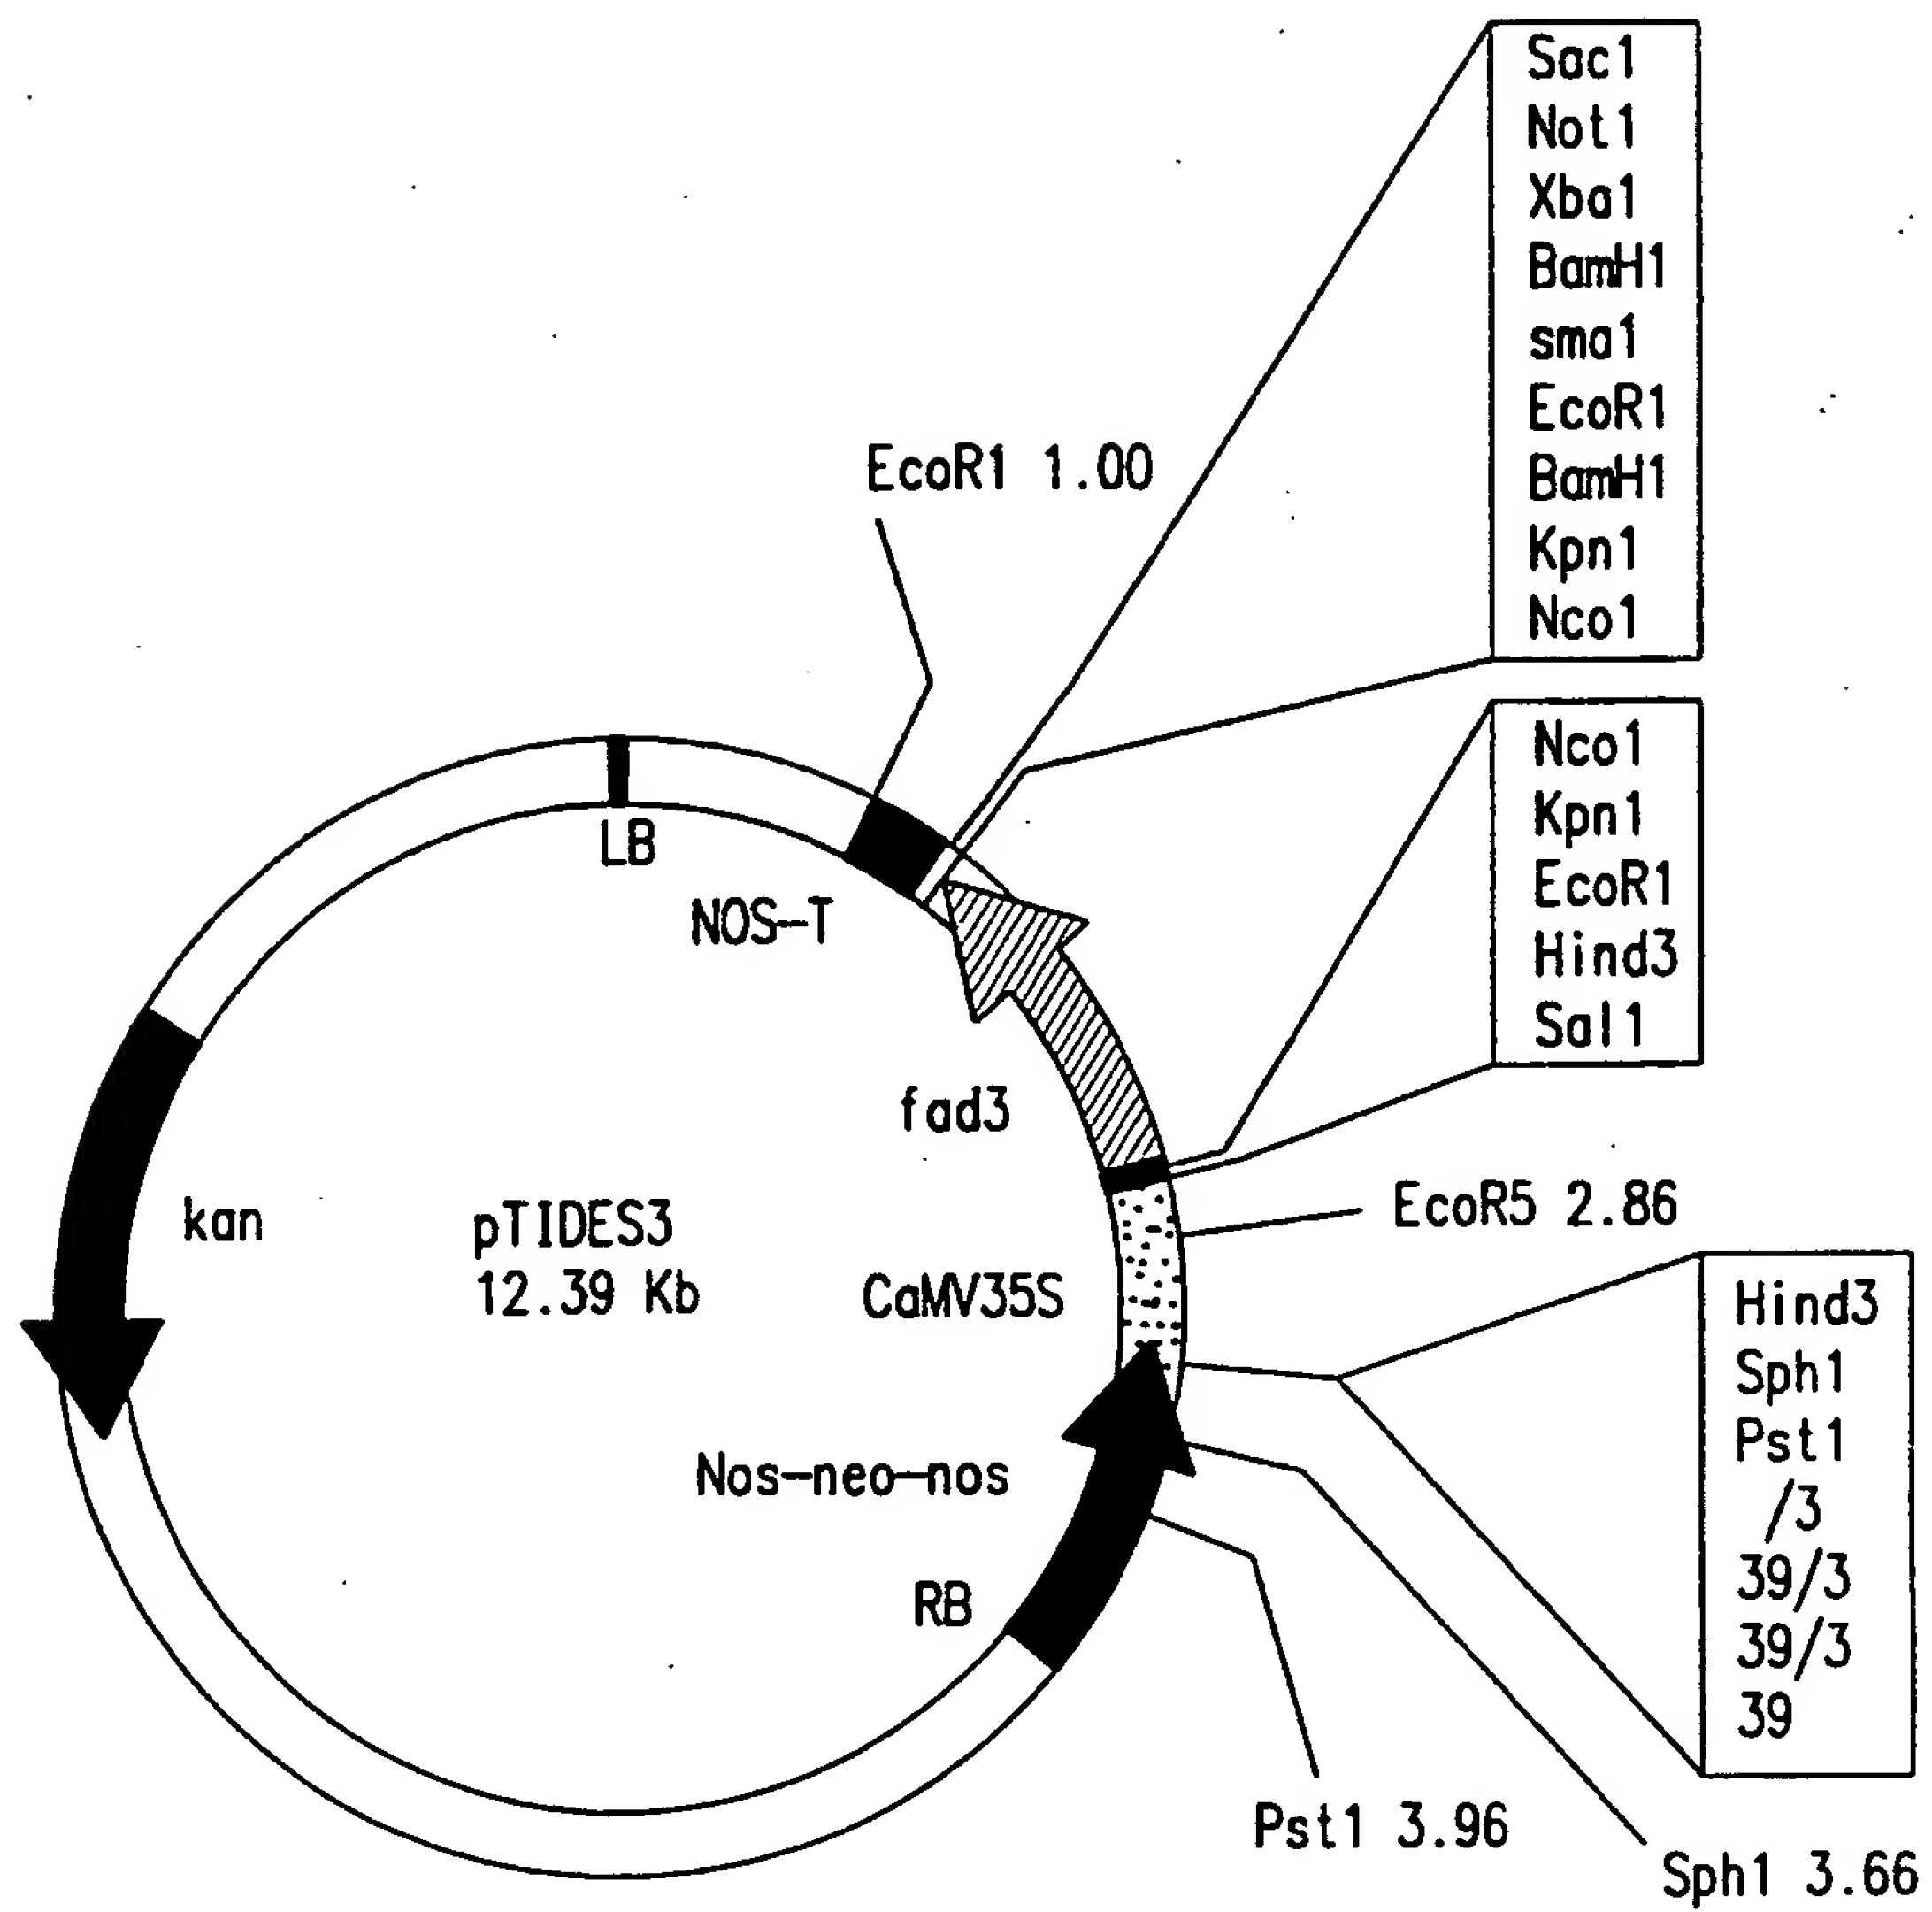 Sac1
Not1
Xba1
BamH1
sma1
EcoR1
BamH1
Kpn1
Nco1
EcoR1 1.00
Nco1
Kpn1
EcoR1
Hind3
Sal1
LB
NOS-T
fad3
kan
pTIDES3
12.39 Kb
EcoR5 2.86
CaMV35S
Hind3
Sph1
Pst1
/3
39/3
39/3
39
Nos-neo-nos
RB
Pst1 3.96
Sph1 3.66